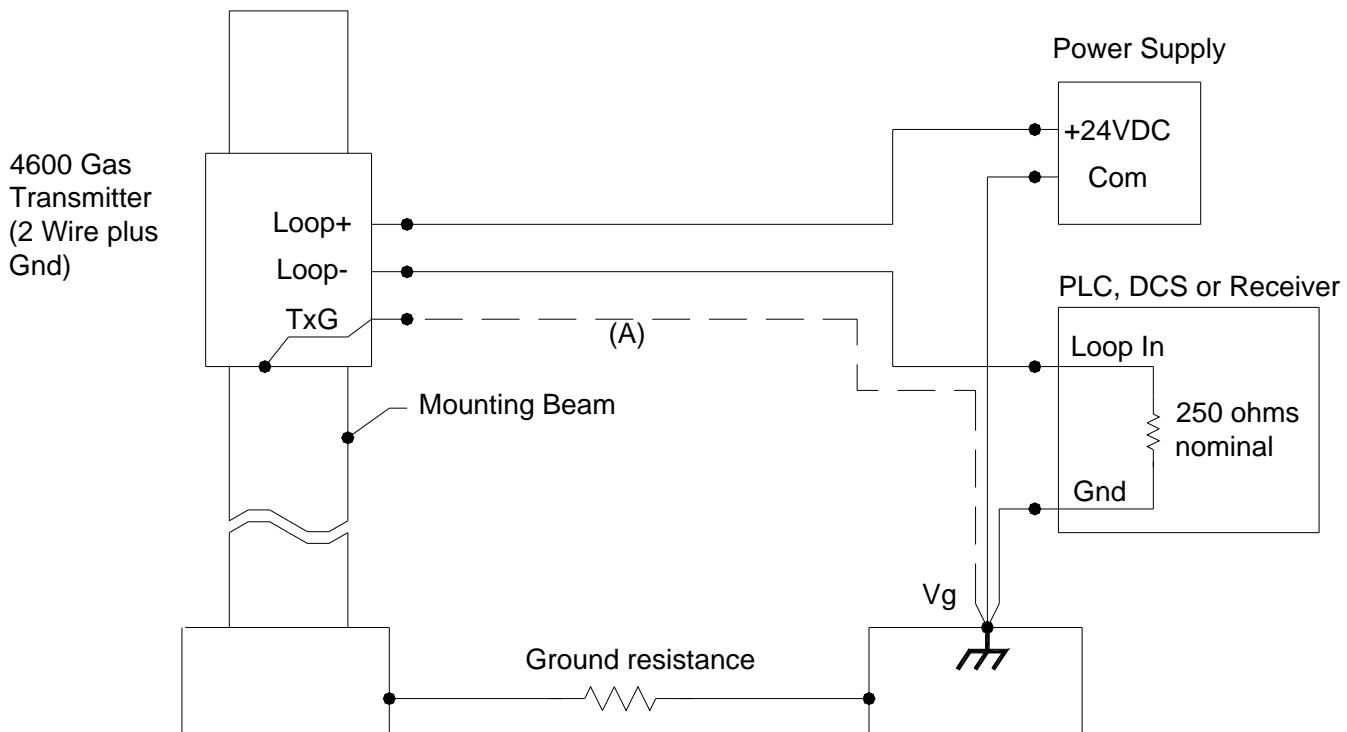 Power Supply
+24VDC
Com
4600 Gas
Transmitter
(2 Wire plus
Gnd)
Loop+
Loop-
TxG
(A)
PLC, DCS or Receiver
Loop In
250 ohms
nominal
Gnd
Mounting Beam
Vg
Ground resistance